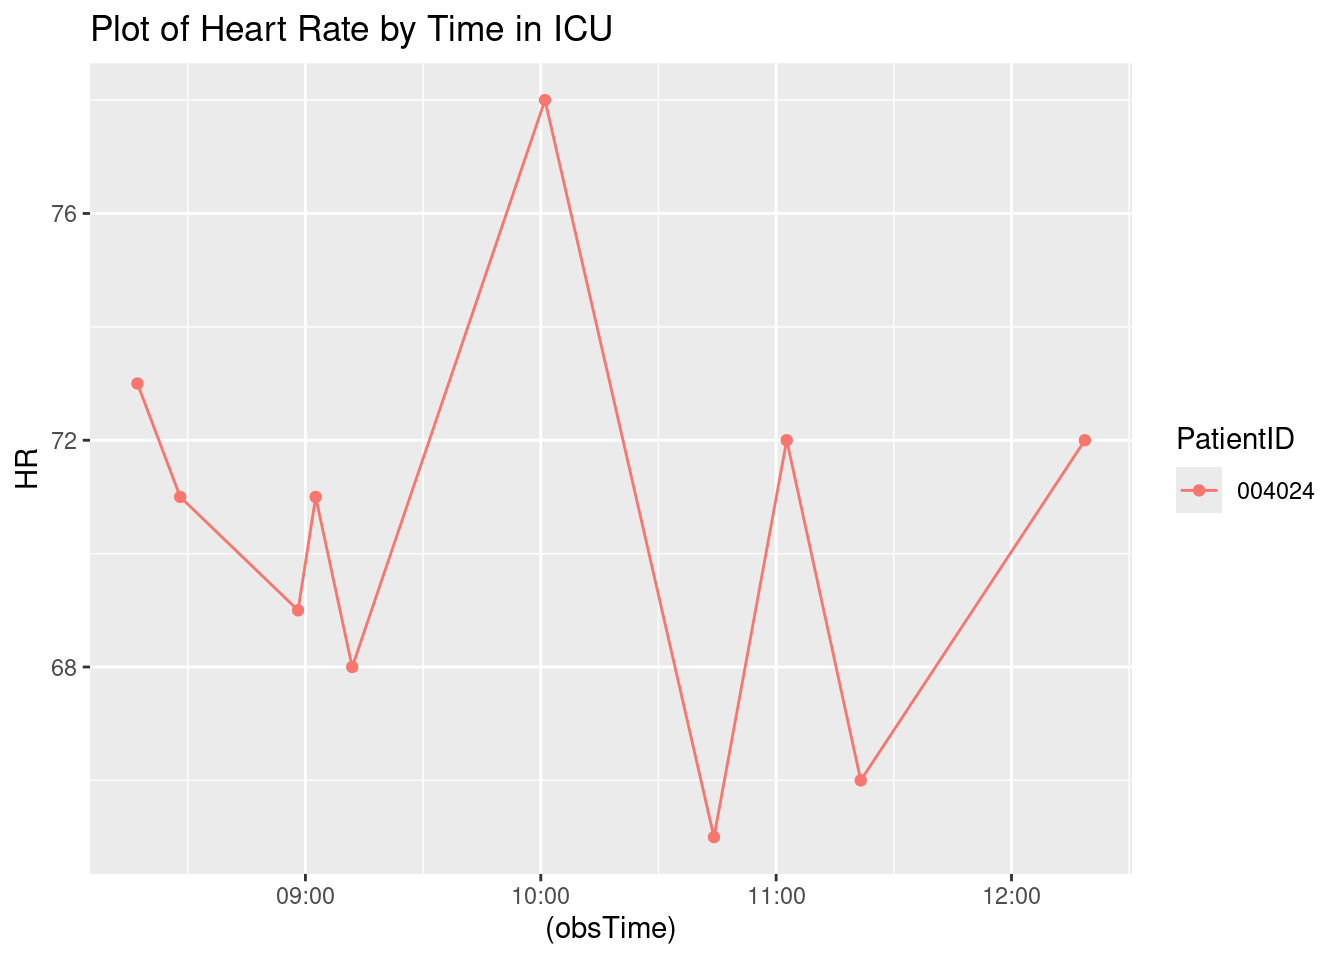 Plot of Heart Rate by Time in ICU
HR
76
72
68
09:00 10:00 11:00 12:00
(obsTime)
PatientID
004024